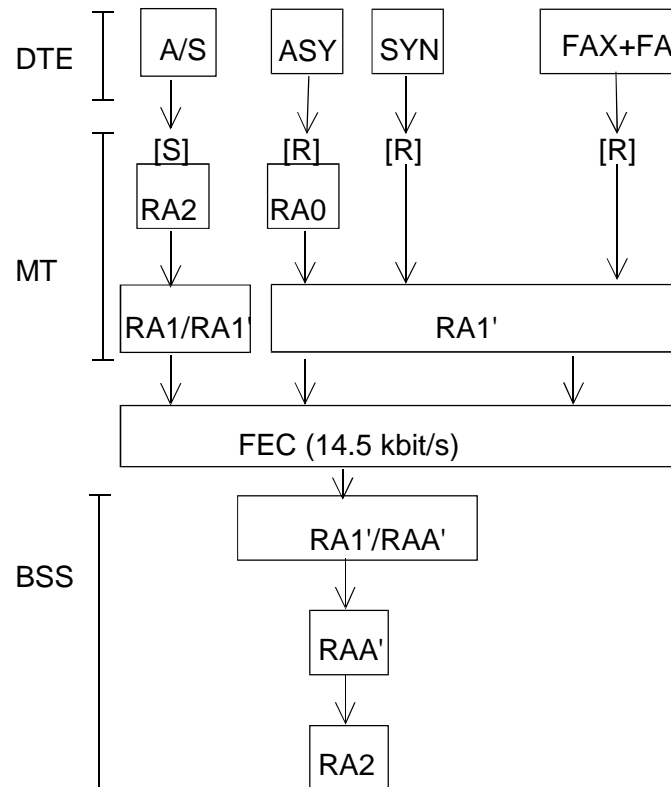 DTE
A/S ASY SYN FAX+FA
[S] [R] [R] [R]
RA2 RA0
MT
RA1/RA1' RA1'
FEC (14.5 kbit/s)
RA1'/RAA'
BSS
RAA'
RA2